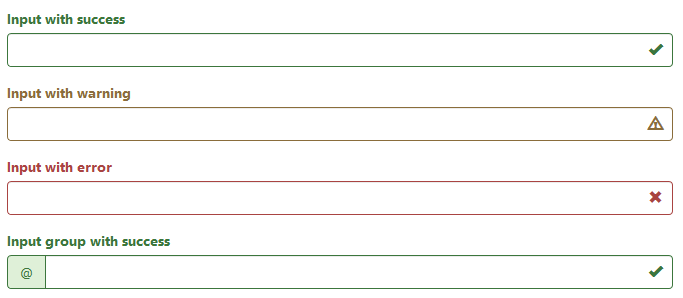 Input with success
Input with warning
Input with error
Input group with success
@